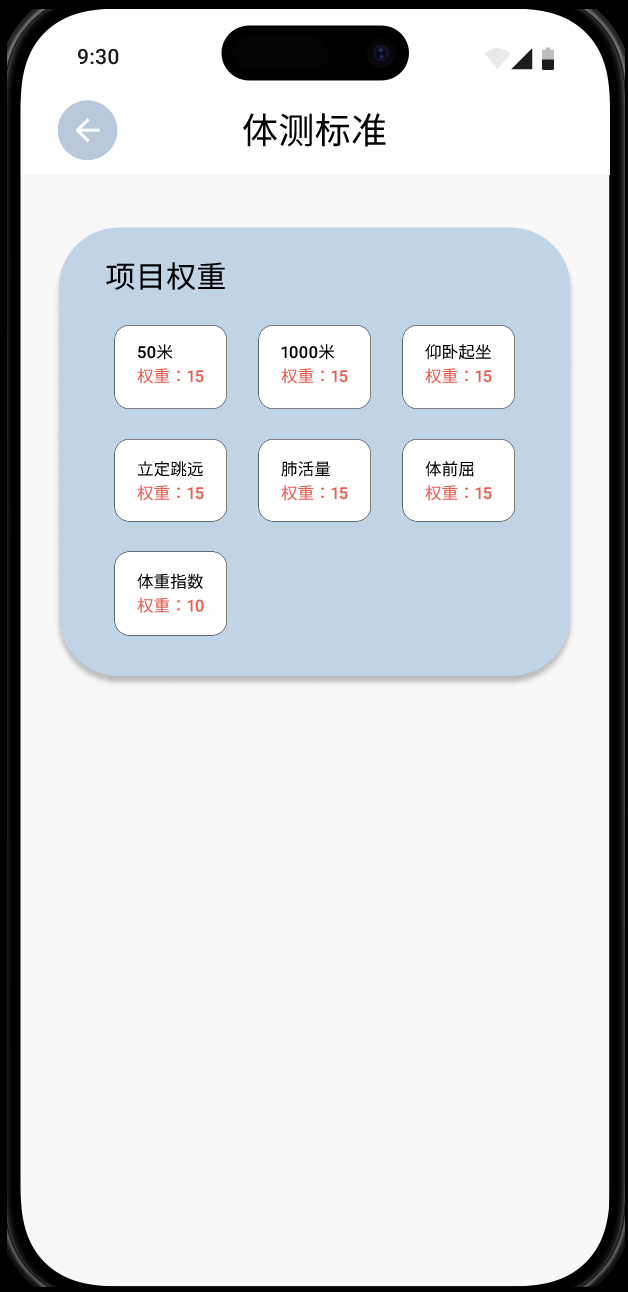 9:30
体测标准
项目权重
50米
权重：15
1000米
权重：15
仰卧起坐
权重：15
立定跳远
权重：15
肺活量
权重：15
体前屈
权重：15
体重指数
权重：10